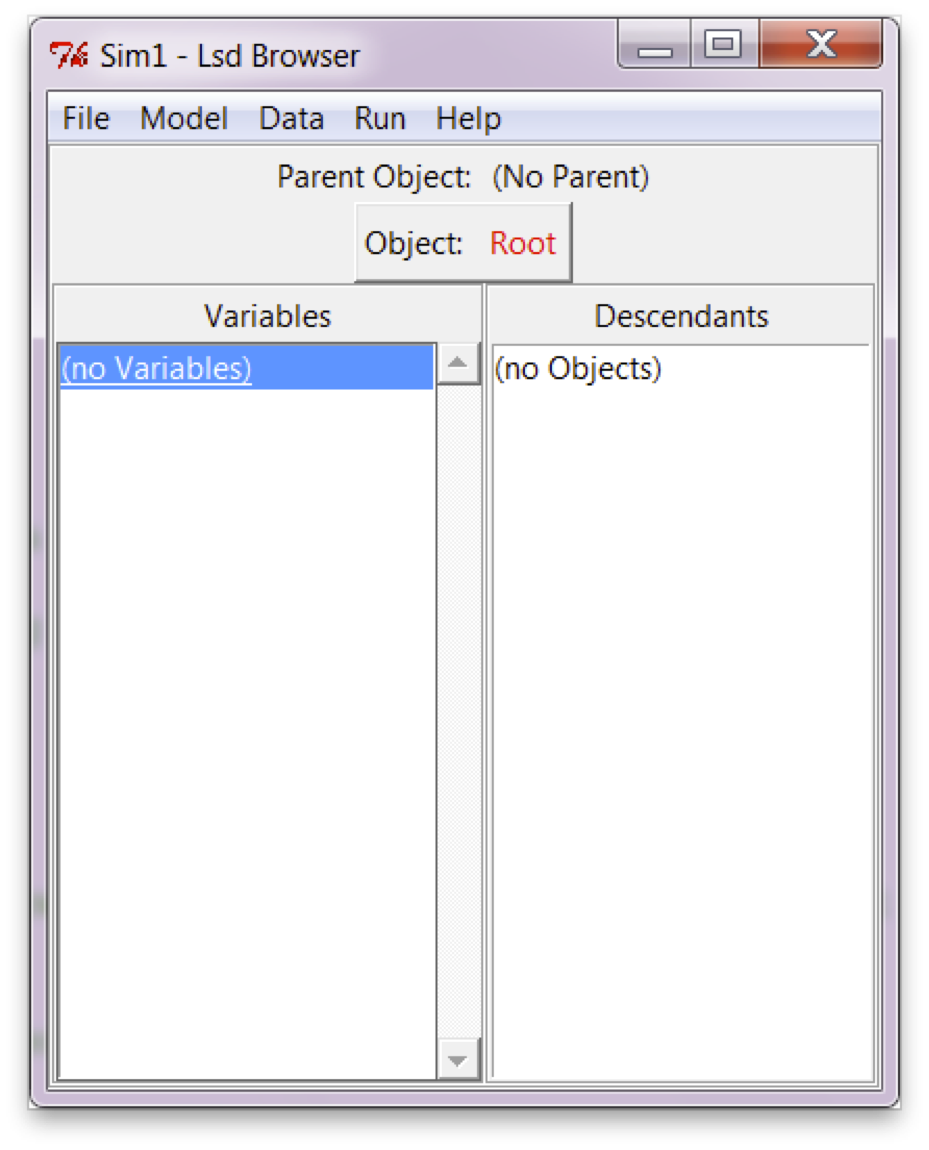 Sim1 - Lsd Browser
File Model Data Run Help
Parent Object: (No Parent)
Object: Root
Variables Descendants
(no Variables) (no Objects)